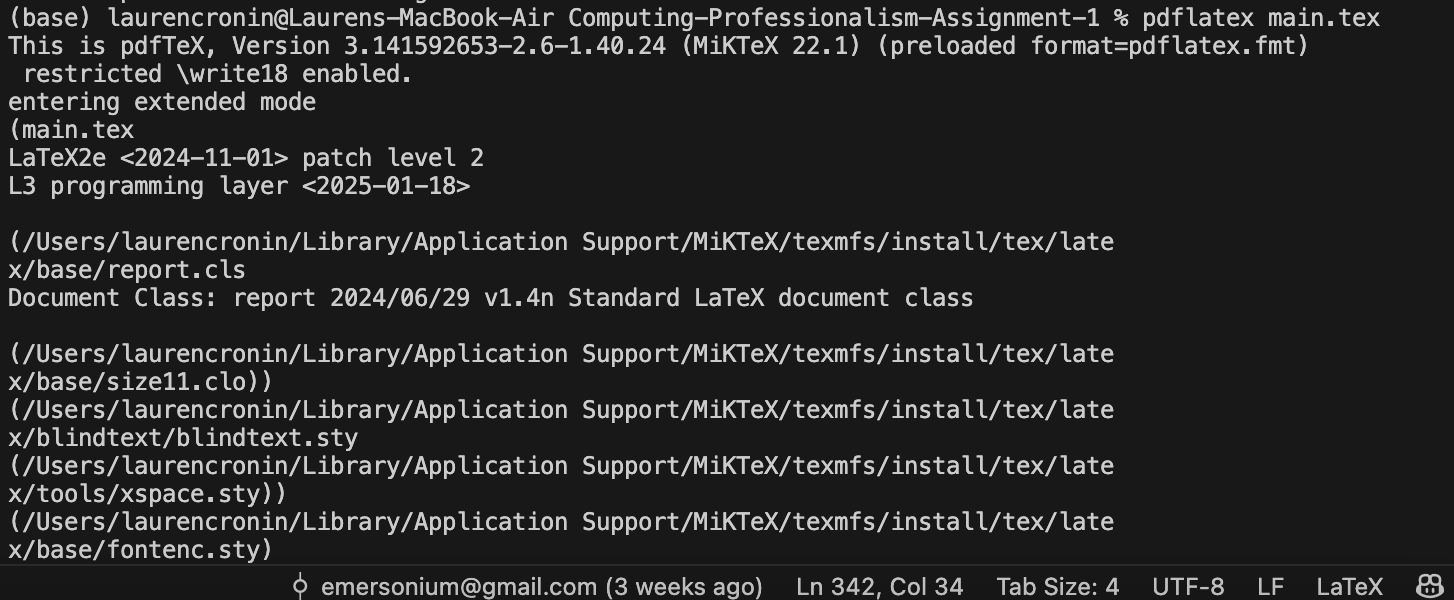 (base) laurencronin@Laurens-MacBook-Air Computing-Professionalism-Assignment-1 % pdflatex main.tex
This is pdfTeX, Version 3.141592653-2.6-1.40.24 (MiKTeX 22.1) (preloaded format=pdflatex.fmt)
 restricted \write18 enabled.
entering extended mode
(main.tex
LaTeX2e <2024-11-01> patch level 2
L3 programming layer <2025-01-18>
(/Users/laurencronin/Library/Application Support/MiKTeX/texmfs/install/tex/late
x/base/report.cls
Document Class: report 2024/06/29 v1.4n Standard LaTeX document class
(/Users/laurencronin/Library/Application Support/MiKTeX/texmfs/install/tex/late
x/base/size11.clo))
(/Users/laurencronin/Library/Application Support/MiKTeX/texmfs/install/tex/late
x/blindtext/blindtext.sty
(/Users/laurencronin/Library/Application Support/MiKTeX/texmfs/install/tex/late
x/tools/xspace.sty))
(/Users/laurencronin/Library/Application Support/MiKTeX/texmfs/install/tex/late
x/base/fontenc.sty)
emersonium@gmail.com (3 weeks ago) Ln 342, Col 34 Tab Size: 4 UTF-8 LF LaTeX